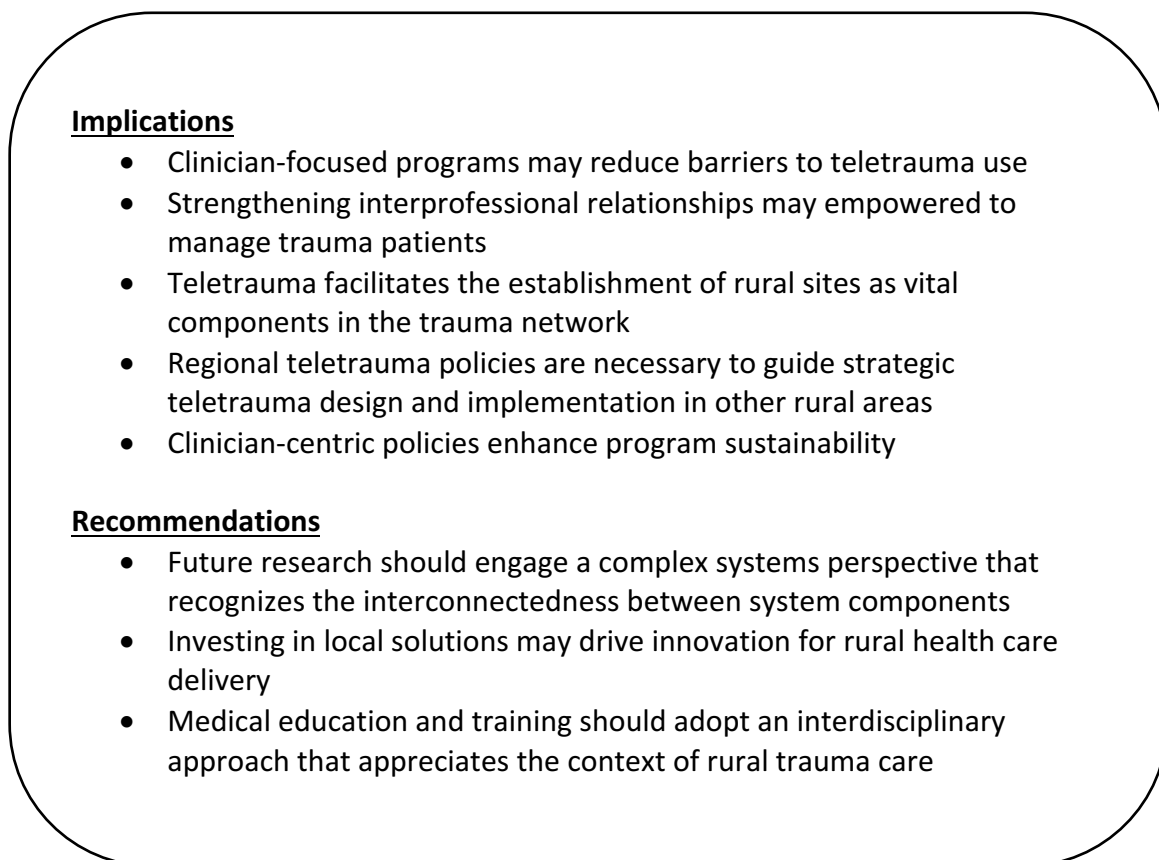 Implications
• Clinician-focused programs may reduce barriers to teletrauma use
• Strengthening interprofessional relationships may empowered to
manage trauma patients
• Teletrauma facilitates the establishment of rural sites as vital
components in the trauma network
• Regional teletrauma policies are necessary to guide strategic
teletrauma design and implementation in other rural areas
• Clinician-centric policies enhance program sustainability
Recommendations
• Future research should engage a complex systems perspective that
recognizes the interconnectedness between system components
• Investing in local solutions may drive innovation for rural health care
delivery
• Medical education and training should adopt an interdisciplinary
approach that appreciates the context of rural trauma care